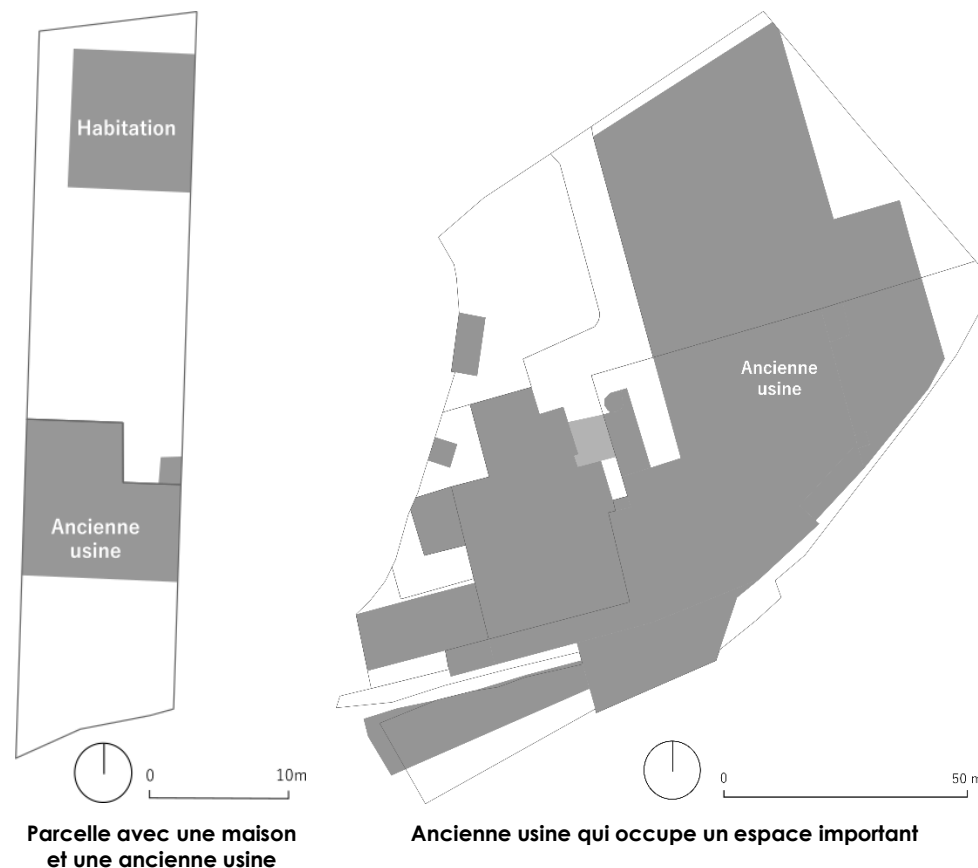 Habitation
Ancienne
usine
0
10m
Parcelle avec une maison
et une ancienne usine
Ancienne
usine
0
50 m
Ancienne usine qui occupe un espace important